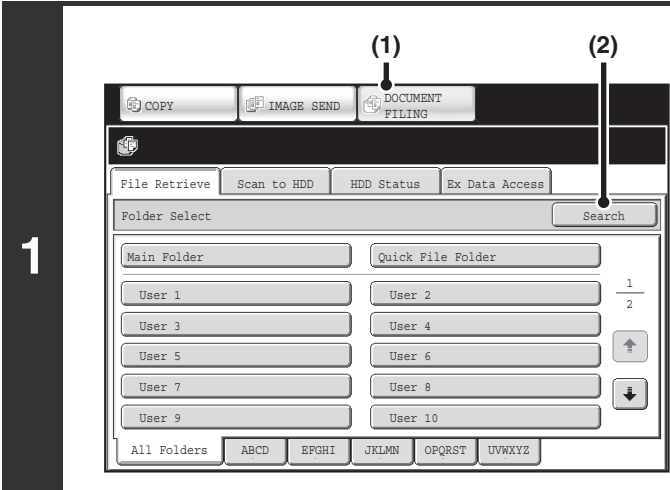 (1) (2)
COPY IMAGE SEND DOCUMENT
FILING
File Retrieve Scan to HDD HDD Status Ex Data Access
Folder Select Search
1
Main Folder Quick File Folder
User 1 User 2 1
2
User 3 User 4
User 5 User 6
User 7 User 8
User 9 User 10
All Folders ABCD EFGHI JKLMN OPQRST UVWXYZ